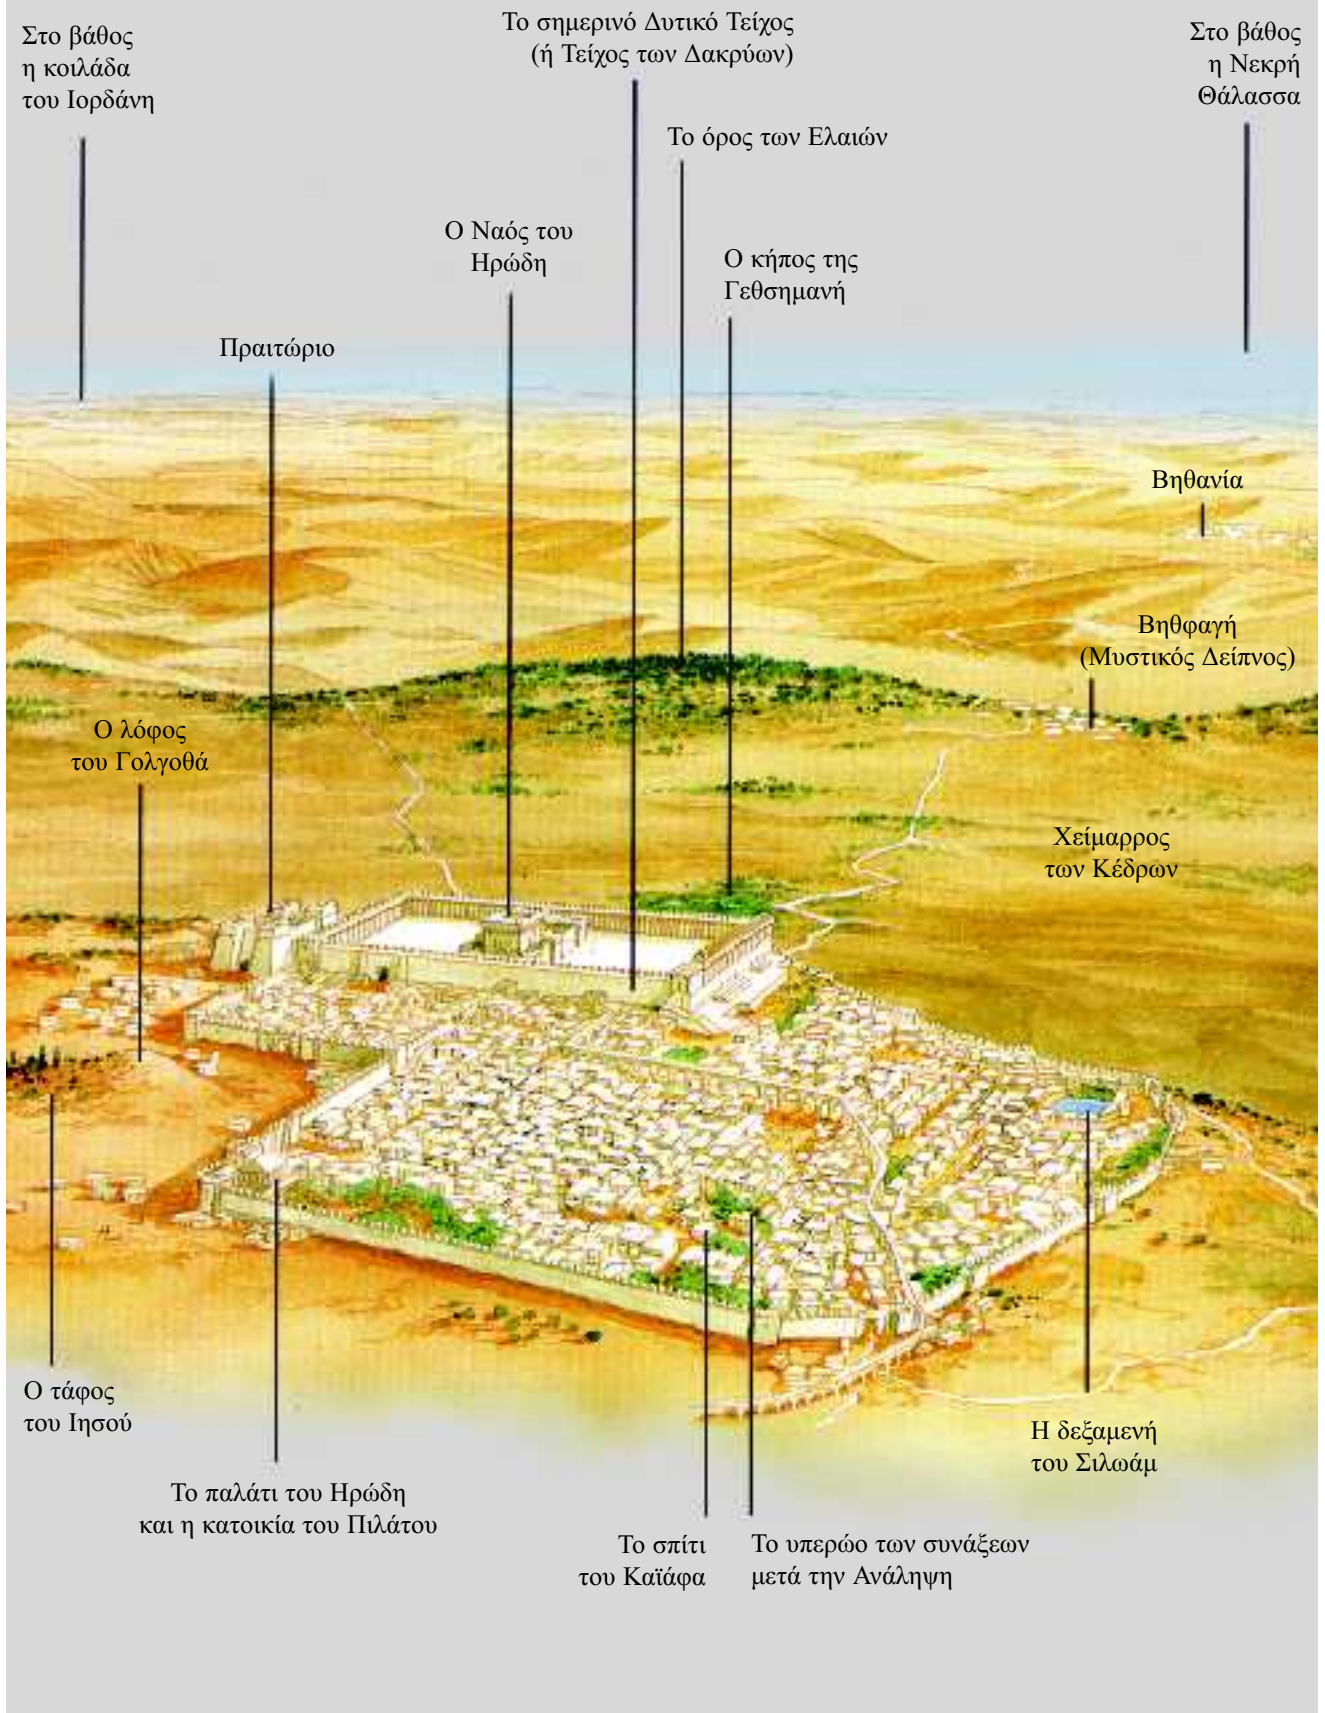 Στο βάθος
η κοιλάδα
του Ιορδάνη
Το σημερινό Δυτικό Τείχος
(ή Τείχος των Δακρύων)
Στο βάθος
η Νεκρή
Θάλασσα
Το όρος των Ελαιών
Ο Ναός του
Ηρώδη
Ο κήπος της
Γεθσημανή
Πραιτώριο
Βηθανία
Βηθφαγή
(Μυστικός Δείπνος)
Ο λόφος
του Γολγοθά
Χείμαρρος
των Κέδρων
Ο τάφος
του Ιησού
Η δεξαμενή
του Σιλωάμ
Το παλάτι του Ηρώδη
και η κατοικία του Πιλάτου
Το σπίτι
του Καϊάφα
Το υπερώο των συνάξεων
μετά την Ανάληψη